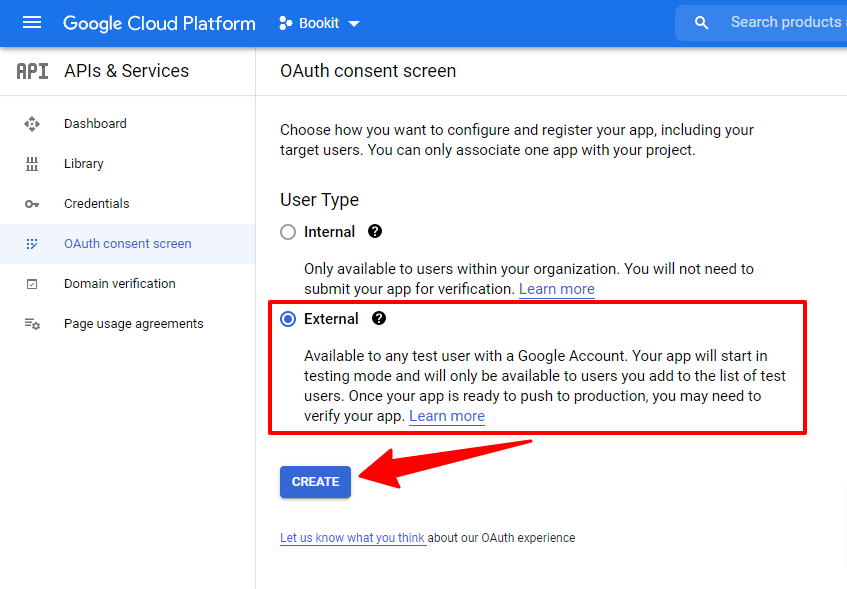 Google Cloud Platform
Bookit
Search products
API
APIs & Services
OAuth consent screen
Dashboard
Library
Credentials
OAuth consent screen
Domain verification
Page usage agreements
Choose how you want to configure and register your app, including your
target users. You can only associate one app with your project.
User Type
Internal ?
Only available to users within your organization. You will not need to
submit your app for verification. Learn more
External ?
Available to any test user with a Google Account. Your app will start in
testing mode and will only be available to users you add to the list of test
users. Once your app is ready to push to production, you may need to
verify your app. Learn more
CREATE
Let us know what you think about our OAuth experience